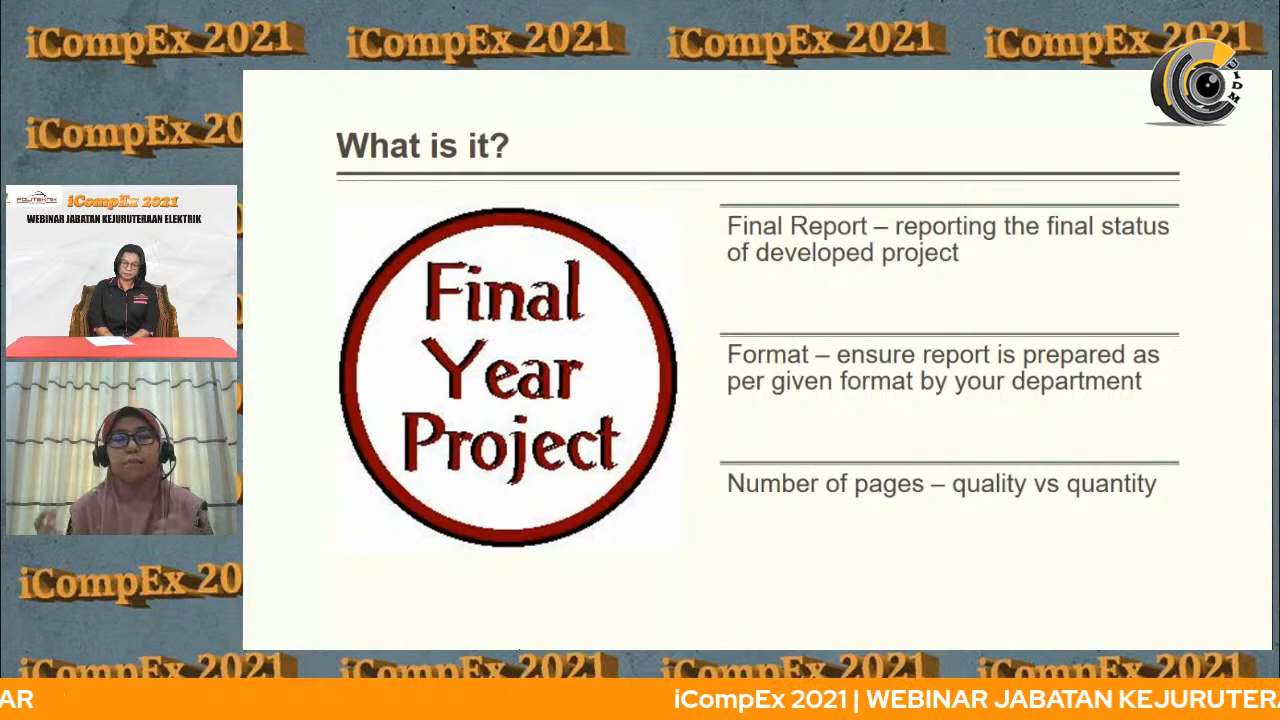 iCompEx 2021 iCompEx 2021 iCompEx 2021 iCompEx 2021
UIDM
iCompEx 20
What is it?
POLITEKNIK
iCompEx 2021
WEBINAR JABATAN KEJURUTERAAN ELEKTRIK
Final
Year
Project
Final Report – reporting the final status
of developed project
Format – ensure report is prepared as
per given format by your department
Number of pages – quality vs quantity
iCompEx 20
iCompEx 2021 iCompEx 2021 iCompEx 2021 iCompEx 2021
AR iCompEx 2021 | WEBINAR JABATAN KEJURUTERA